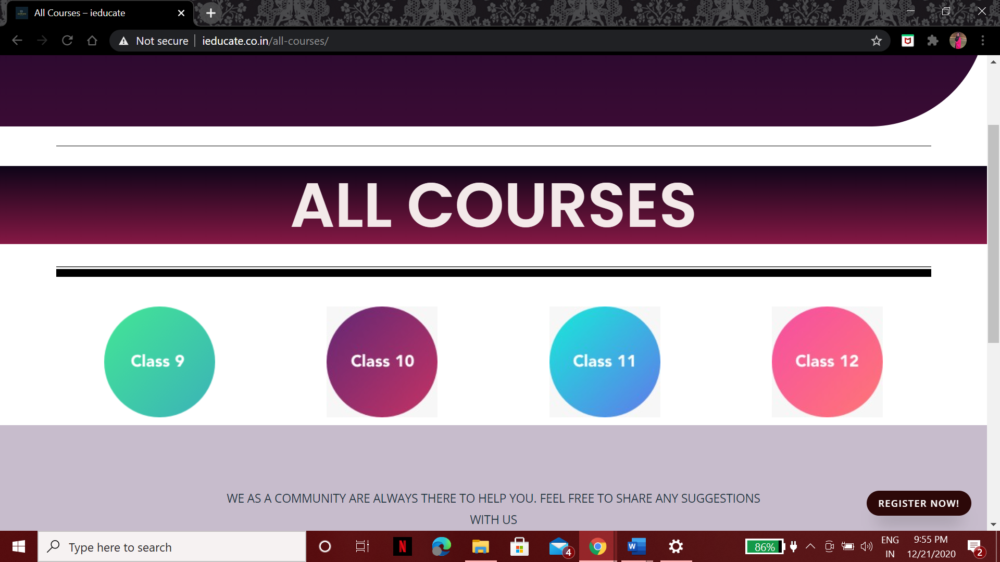 All Courses – ieducate
Not secure
ieducate.co.in/all-courses/
ALL COURSES
Class 9
Class 10
Class 11
Class 12
WE AS A COMMUNITY ARE ALWAYS THERE TO HELP YOU. FEEL FREE TO SHARE ANY SUGGESTIONS
WITH US
REGISTER NOW!
Type here to search
N
4
W
86%
ENG
IN
9:55 PM
12/21/2020
2